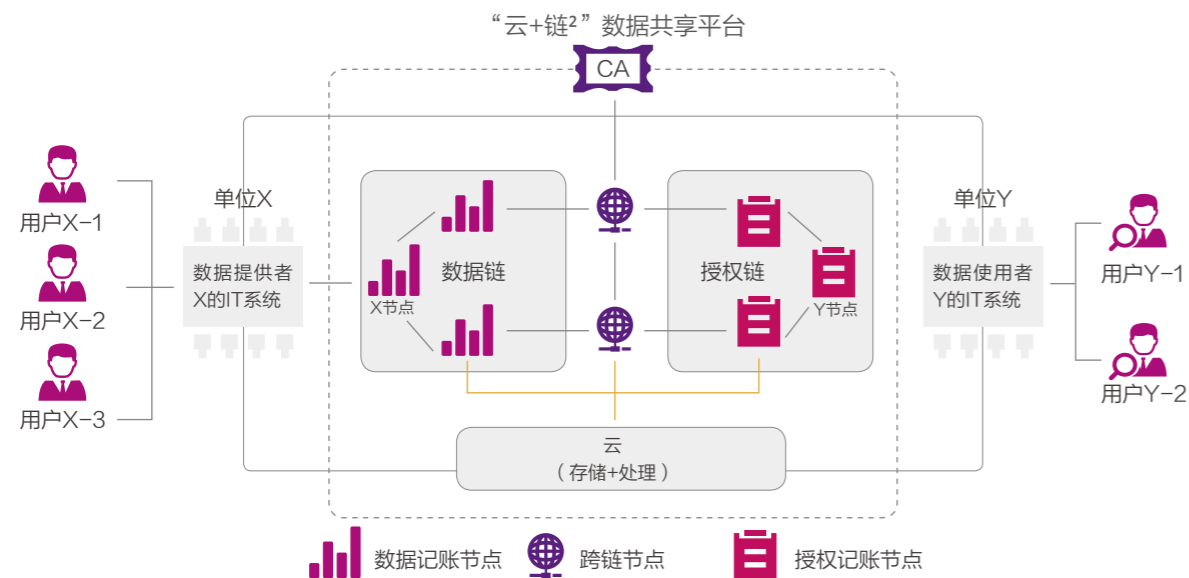 “云+链²”数据共享平台
CA
单位X
单位Y
用户X-1
用户X-2
用户X-3
数据提供者
X的IT系统
X节点
数据链
授权链
Y节点
数据使用者
Y的IT系统
用户Y-1
用户Y-2
云
（存储+处理）
数据记账节点
跨链节点
授权记账节点